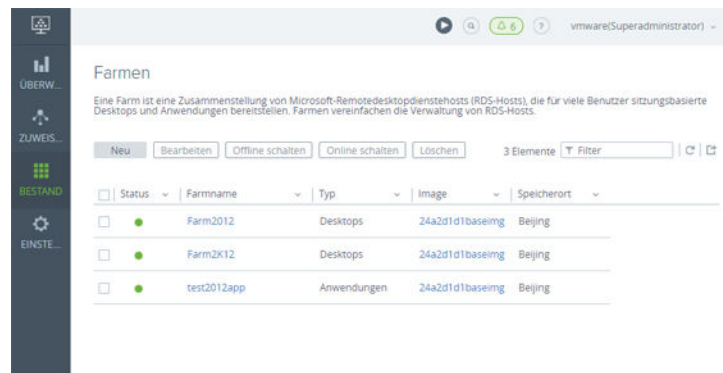 6 ? vmware(Superadministrator)
ÜBERW...
ZUWEIS...
BESTAND
EINSTE...
Farmen
Eine Farm ist eine Zusammenstellung von Microsoft-Remotedesktopdienstehosts (RDS-Hosts), die für viele Benutzer sitzungsbasierte
Desktops und Anwendungen bereitstellen. Farmen vereinfachen die Verwaltung von RDS-Hosts.
Neu Bearbeiten Offline schalten Online schalten Löschen 3 Elemente Filter
Status Farmname Typ Image Speicherort
Farm2012 Desktops 24a2d1d1baseimg Beijing
Farm2K12 Desktops 24a2d1d1baseimg Beijing
test2012app Anwendungen 24a2d1d1baseimg Beijing